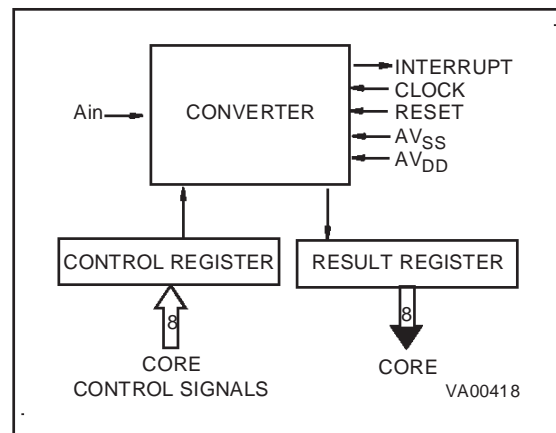 INTERRUPT
CLOCK
Ain
CONVERTER
RESET
AVSS
AVDD
CONTROL REGISTER
RESULT REGISTER
8
8
CORE
CONTROL SIGNALS
CORE
VA00418